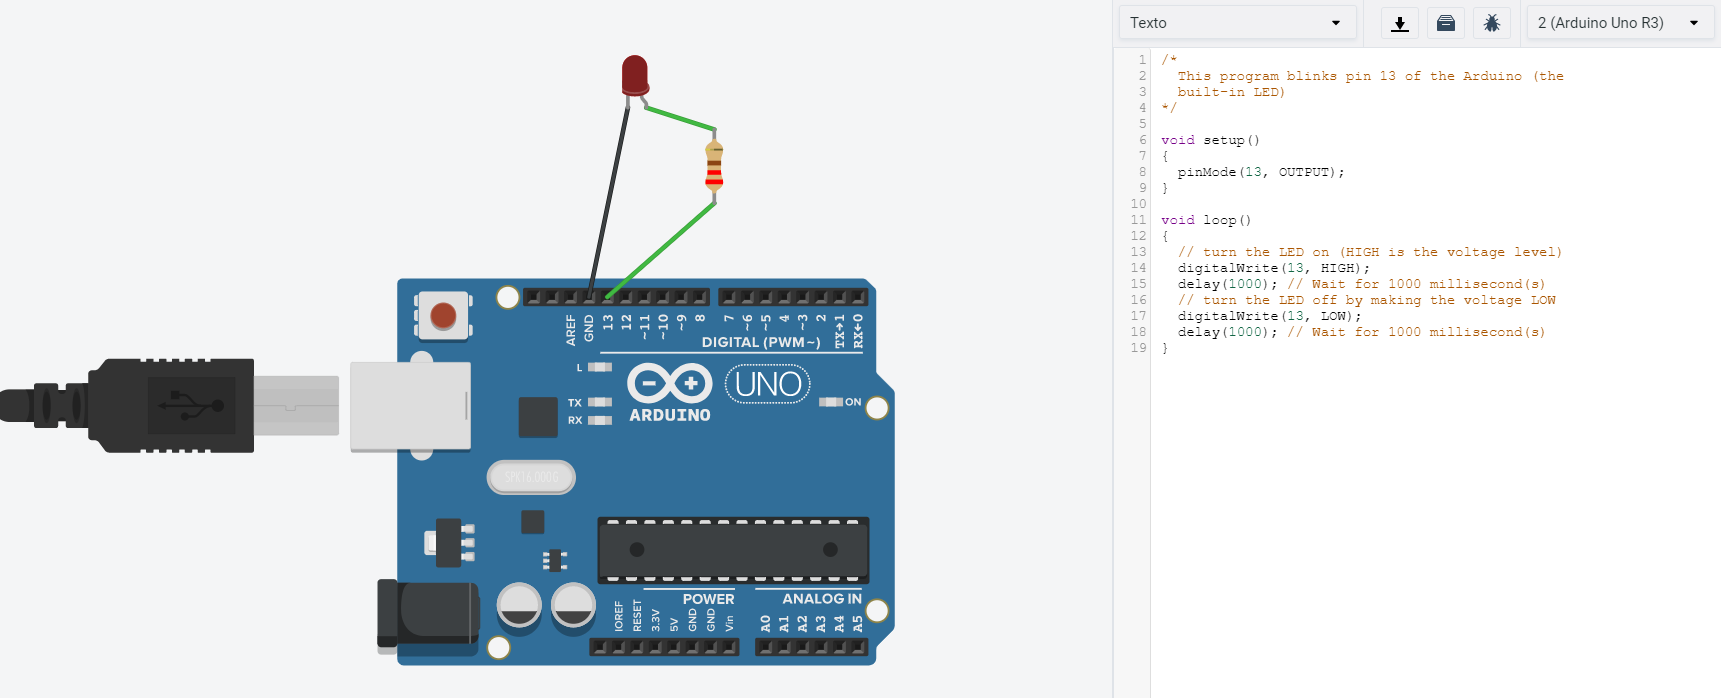 Texto
2 (Arduino Uno R3)
1 /*
2 This program blinks pin 13 of the Arduino (the
3 built-in LED)
4 */
5
6 void setup()
7 {
8 pinMode(13, OUTPUT);
9 }
10
11 void loop()
12 {
13 // turn the LED on (HIGH is the voltage level)
14 digitalWrite(13, HIGH);
15 delay(1000); // Wait for 1000 millisecond(s)
16 // turn the LED off by making the voltage LOW
17 digitalWrite(13, LOW);
18 delay(1000); // Wait for 1000 millisecond(s)
19 }
AREF
GND
13
12
~11
~10
~9
8
7
~6
~5
4
~3
2
TX→1
RX←0
DIGITAL (PWM~)
L
TX
RX
ARDUINO
UNO
ON
SPK16.000G
POWER
ANALOG IN
IOREF
RESET
3.3V
5V
GND
GND
Vin
A0
A1
A2
A3
A4
A5